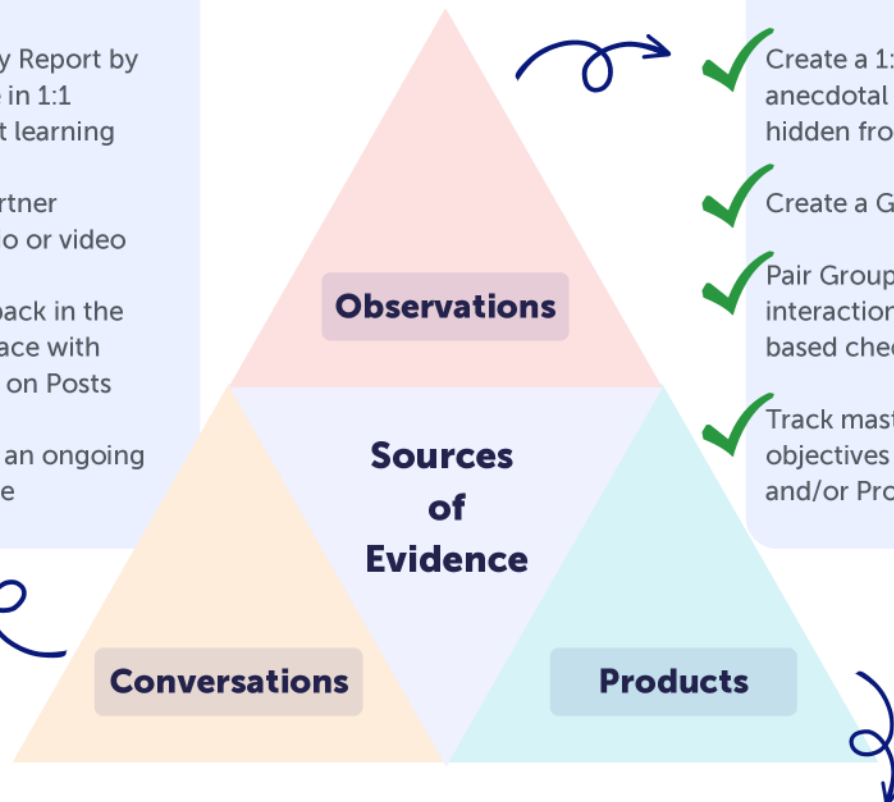 y Report by
in 1:1
t learning
rtner
io or video
back in the
ace with
on Posts
an ongoing
e
Observations
Sources
of
Evidence
Conversations
Products
Create a 1:
anecdotal
hidden fro
Create a G
Pair Group
interaction
based che
Track mast
objectives
and/or Pro